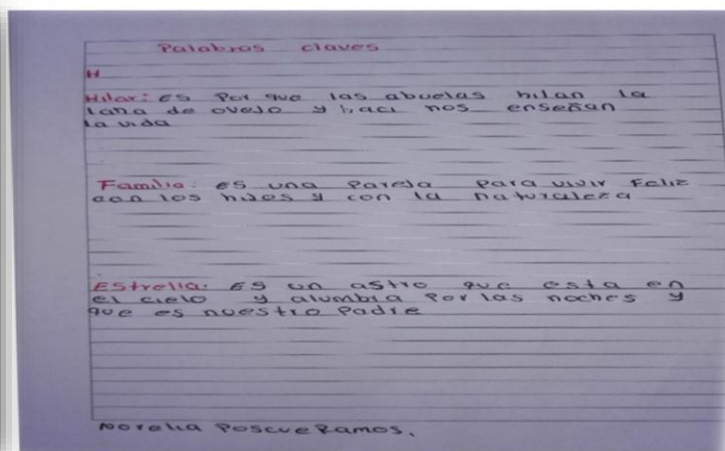 Palabras claves
H
Hilar: es por que las abuelas hilan la
lana de ovejo y haci nos enseñan
la vida
Familia: es una pareja para vivir feliz
con los hijos y con la naturaleza
Estrella: es un astro que esta en
el cielo y alumbra por las noches y
que es nuestro padre
Norelia Poscue Ramos.